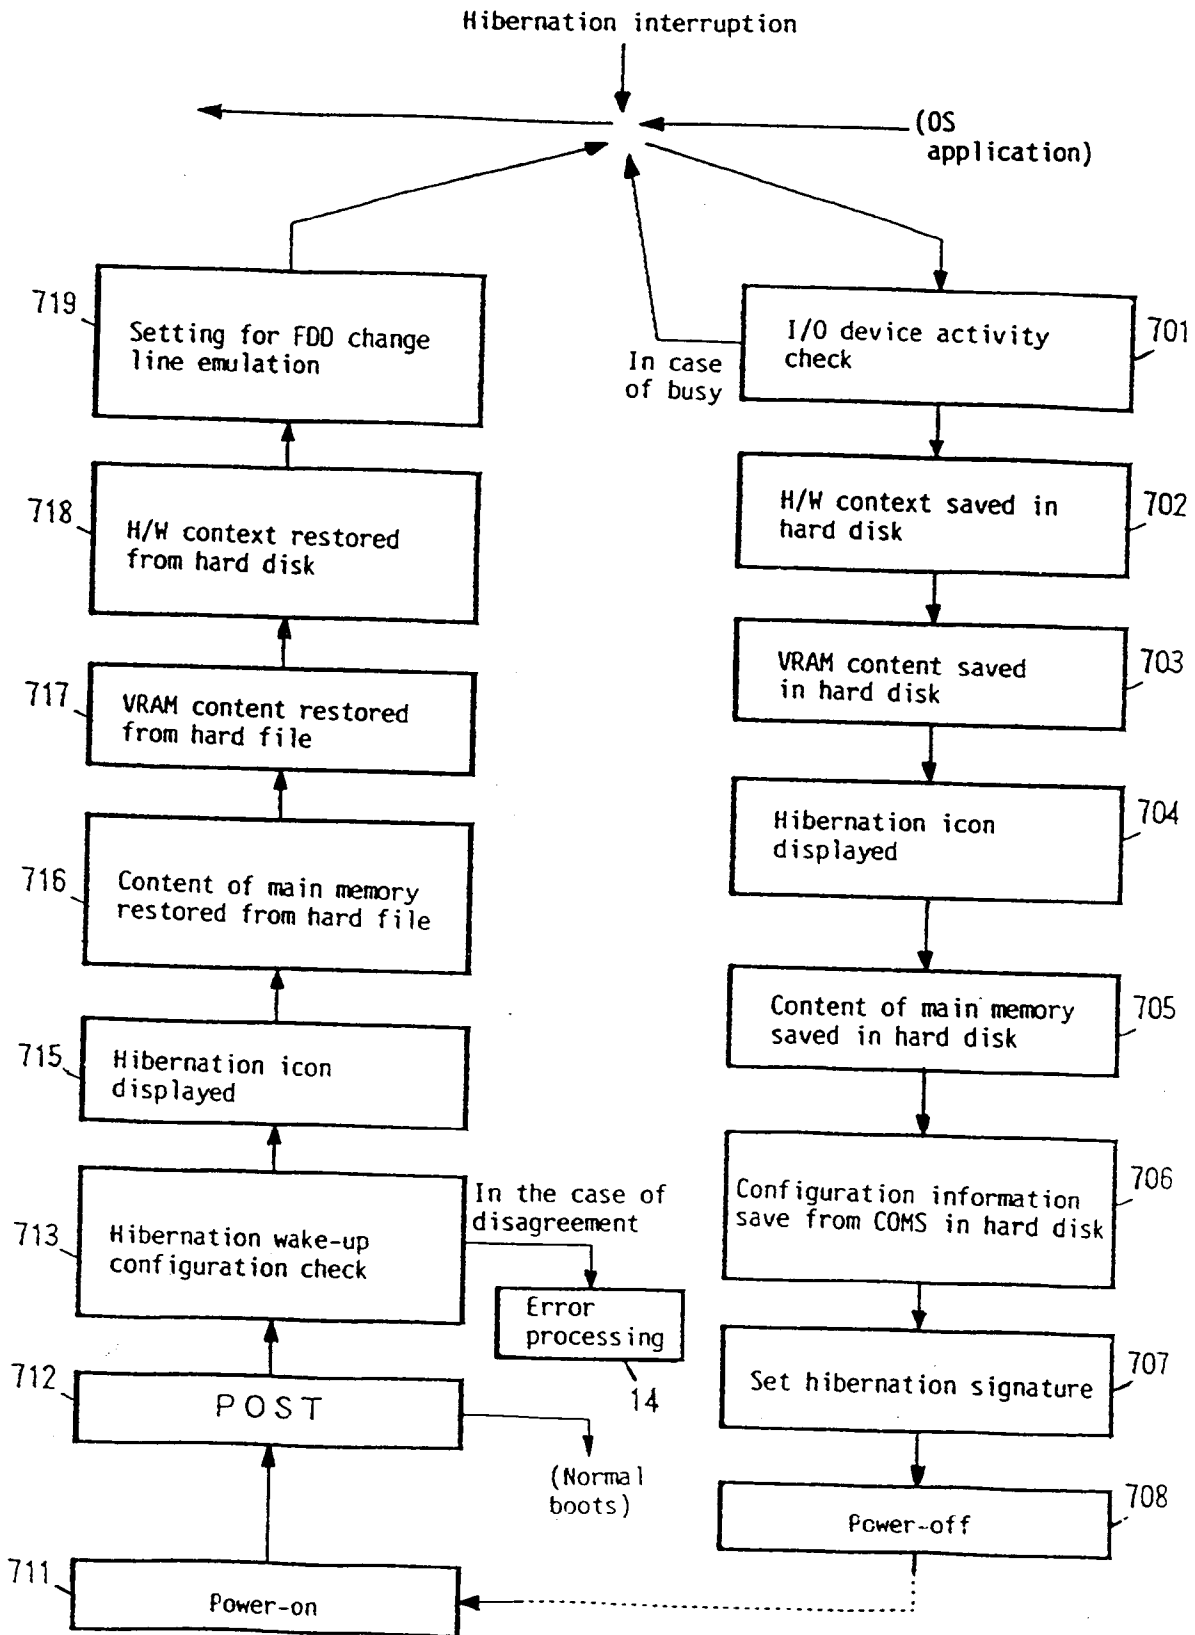 Hibernation interruption
(OS
application)
719
Setting for FDD change
line emulation
In case
of busy
I/O device activity
check
701
718
H/W context restored
from hard disk
H/W context saved in
hard disk
702
717
VRAM content restored
from hard file
VRAM content saved
in hard disk
703
716
Content of main memory
restored from hard file
Hibernation icon
displayed
704
715
Hibernation icon
displayed
Content of main memory
saved in hard disk
705
713
Hibernation wake-up
configuration check
In the case of
disagreement
Error
processing
14
Configuration information
save from COMS in hard disk
706
712
POST
(Normal
boots)
Set hibernation signature
707
Power-off
708
711
Power-on